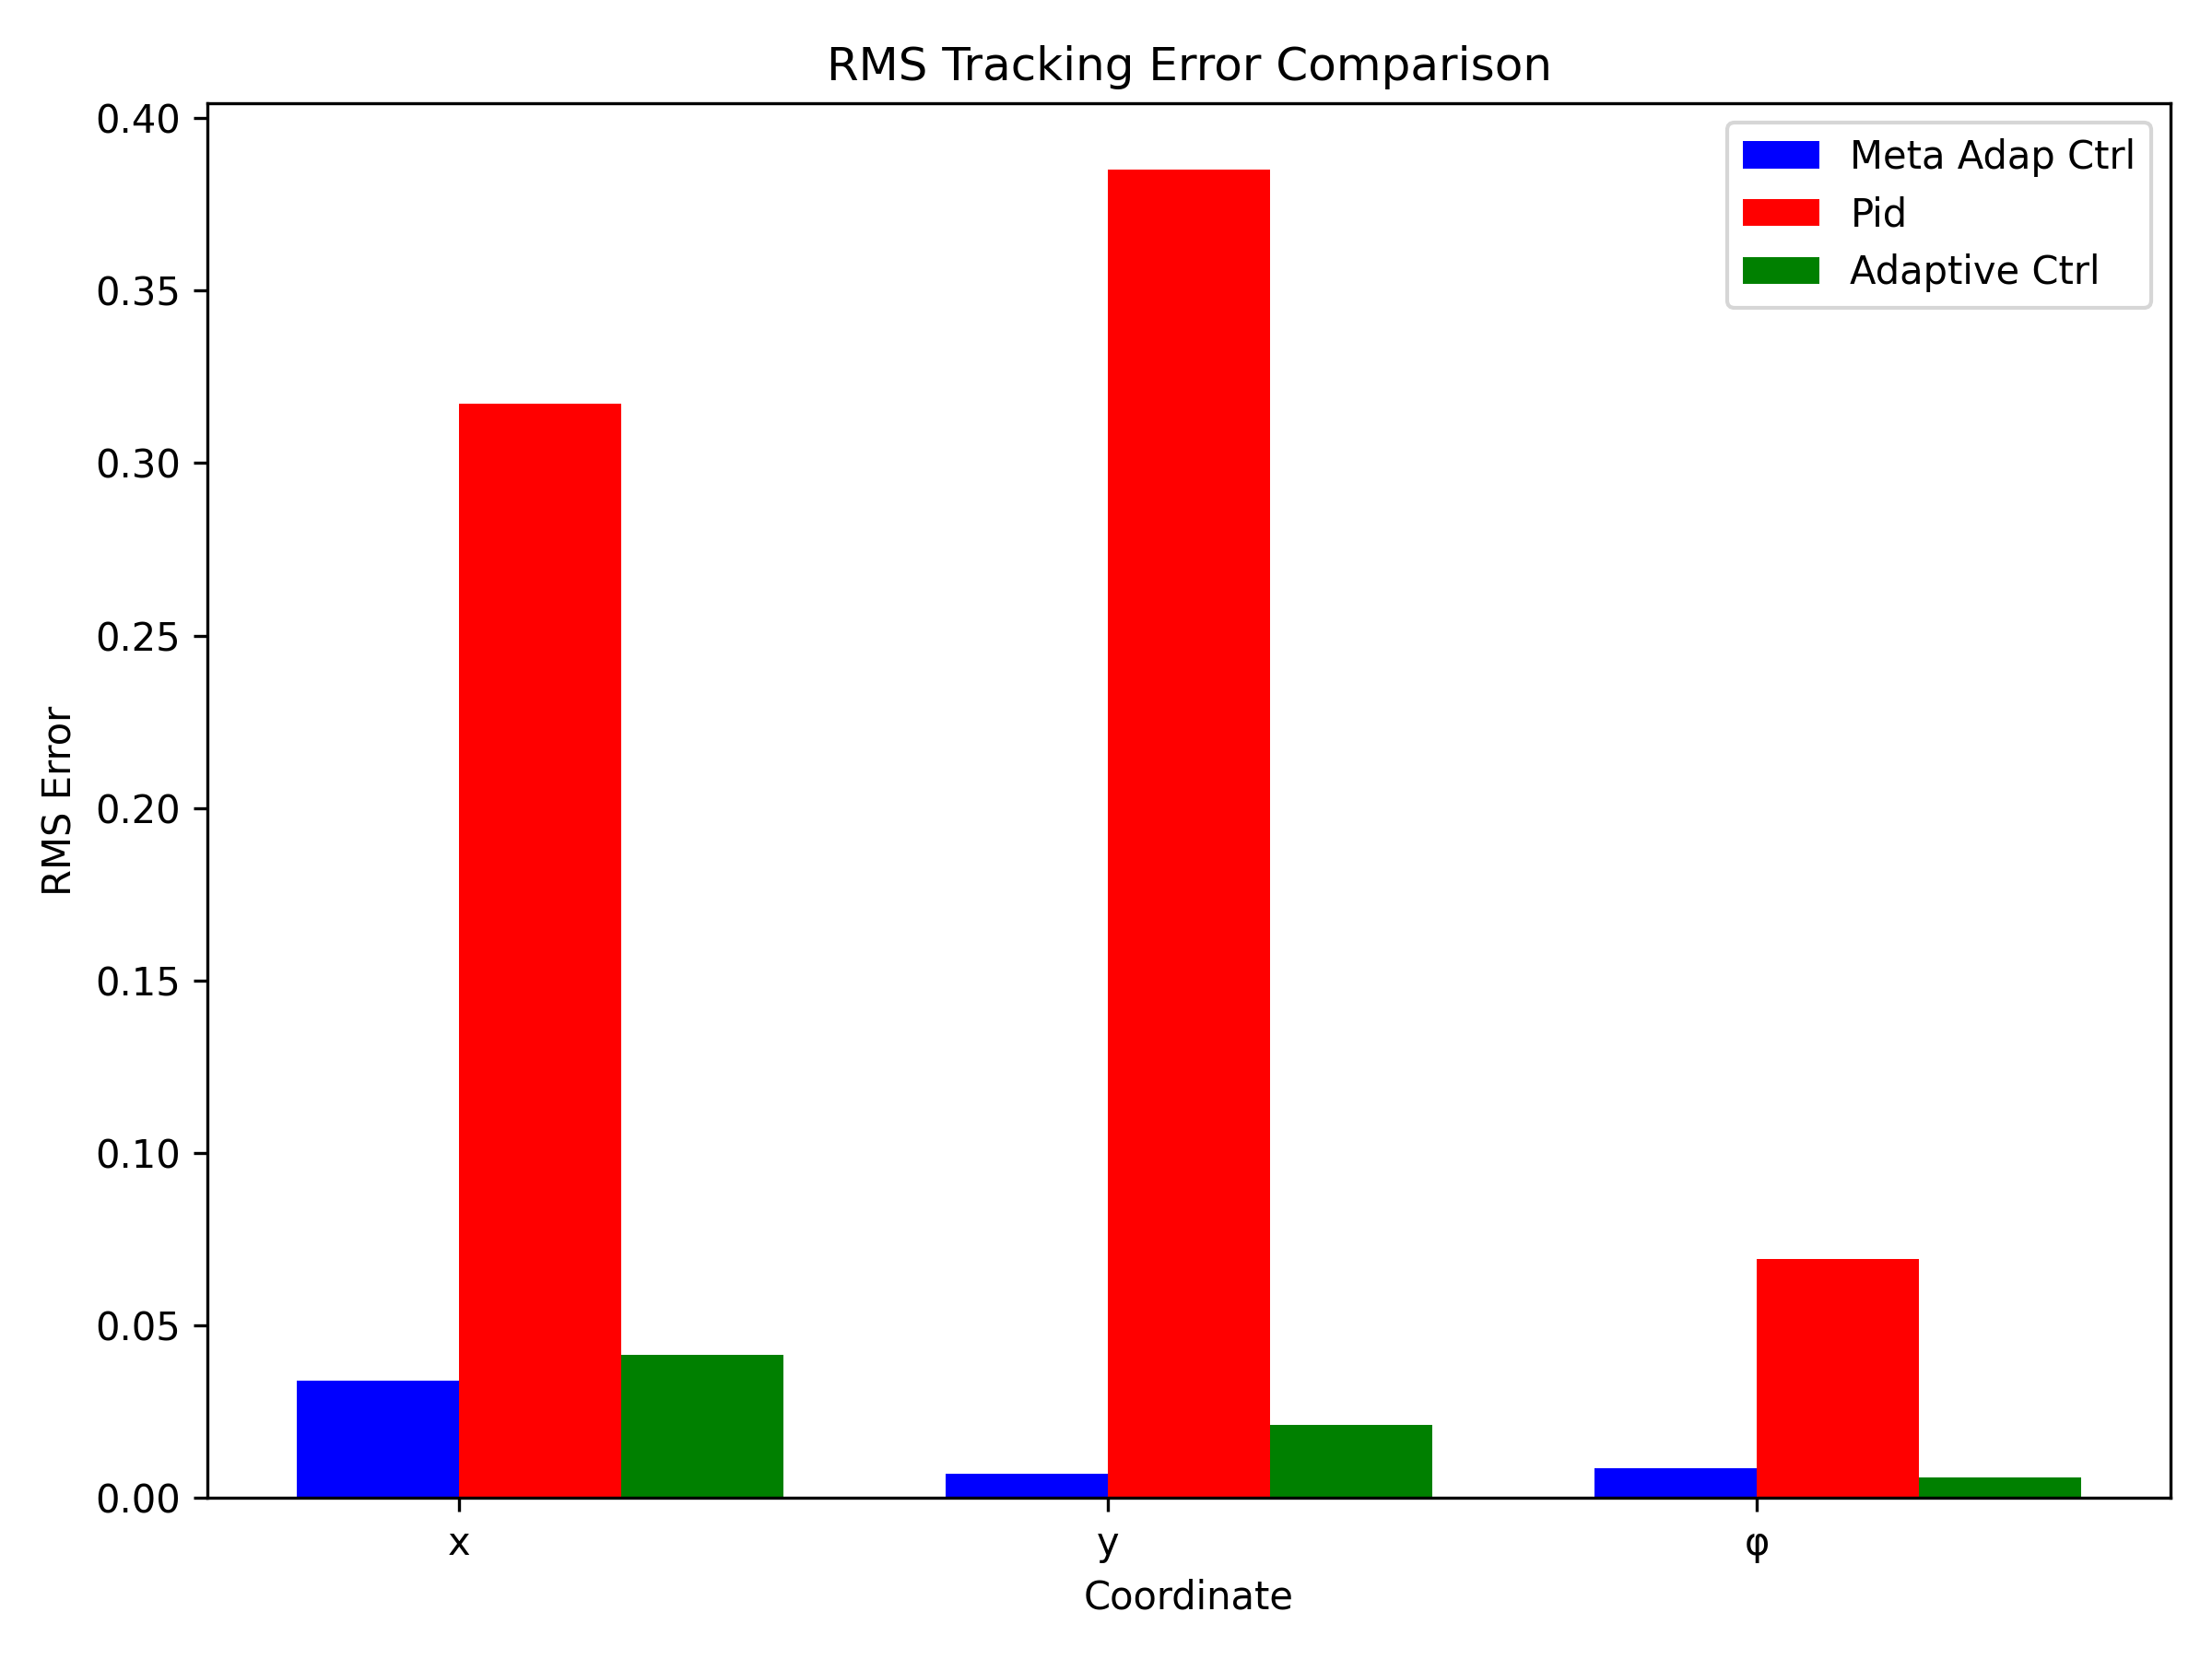 RMS Tracking Error Comparison
0.40
0.35
0.30
0.25
0.20
0.15
0.10
0.05
0.00
RMS Error
Meta Adap Ctrl
Pid
Adaptive Ctrl
x
y
φ
Coordinate